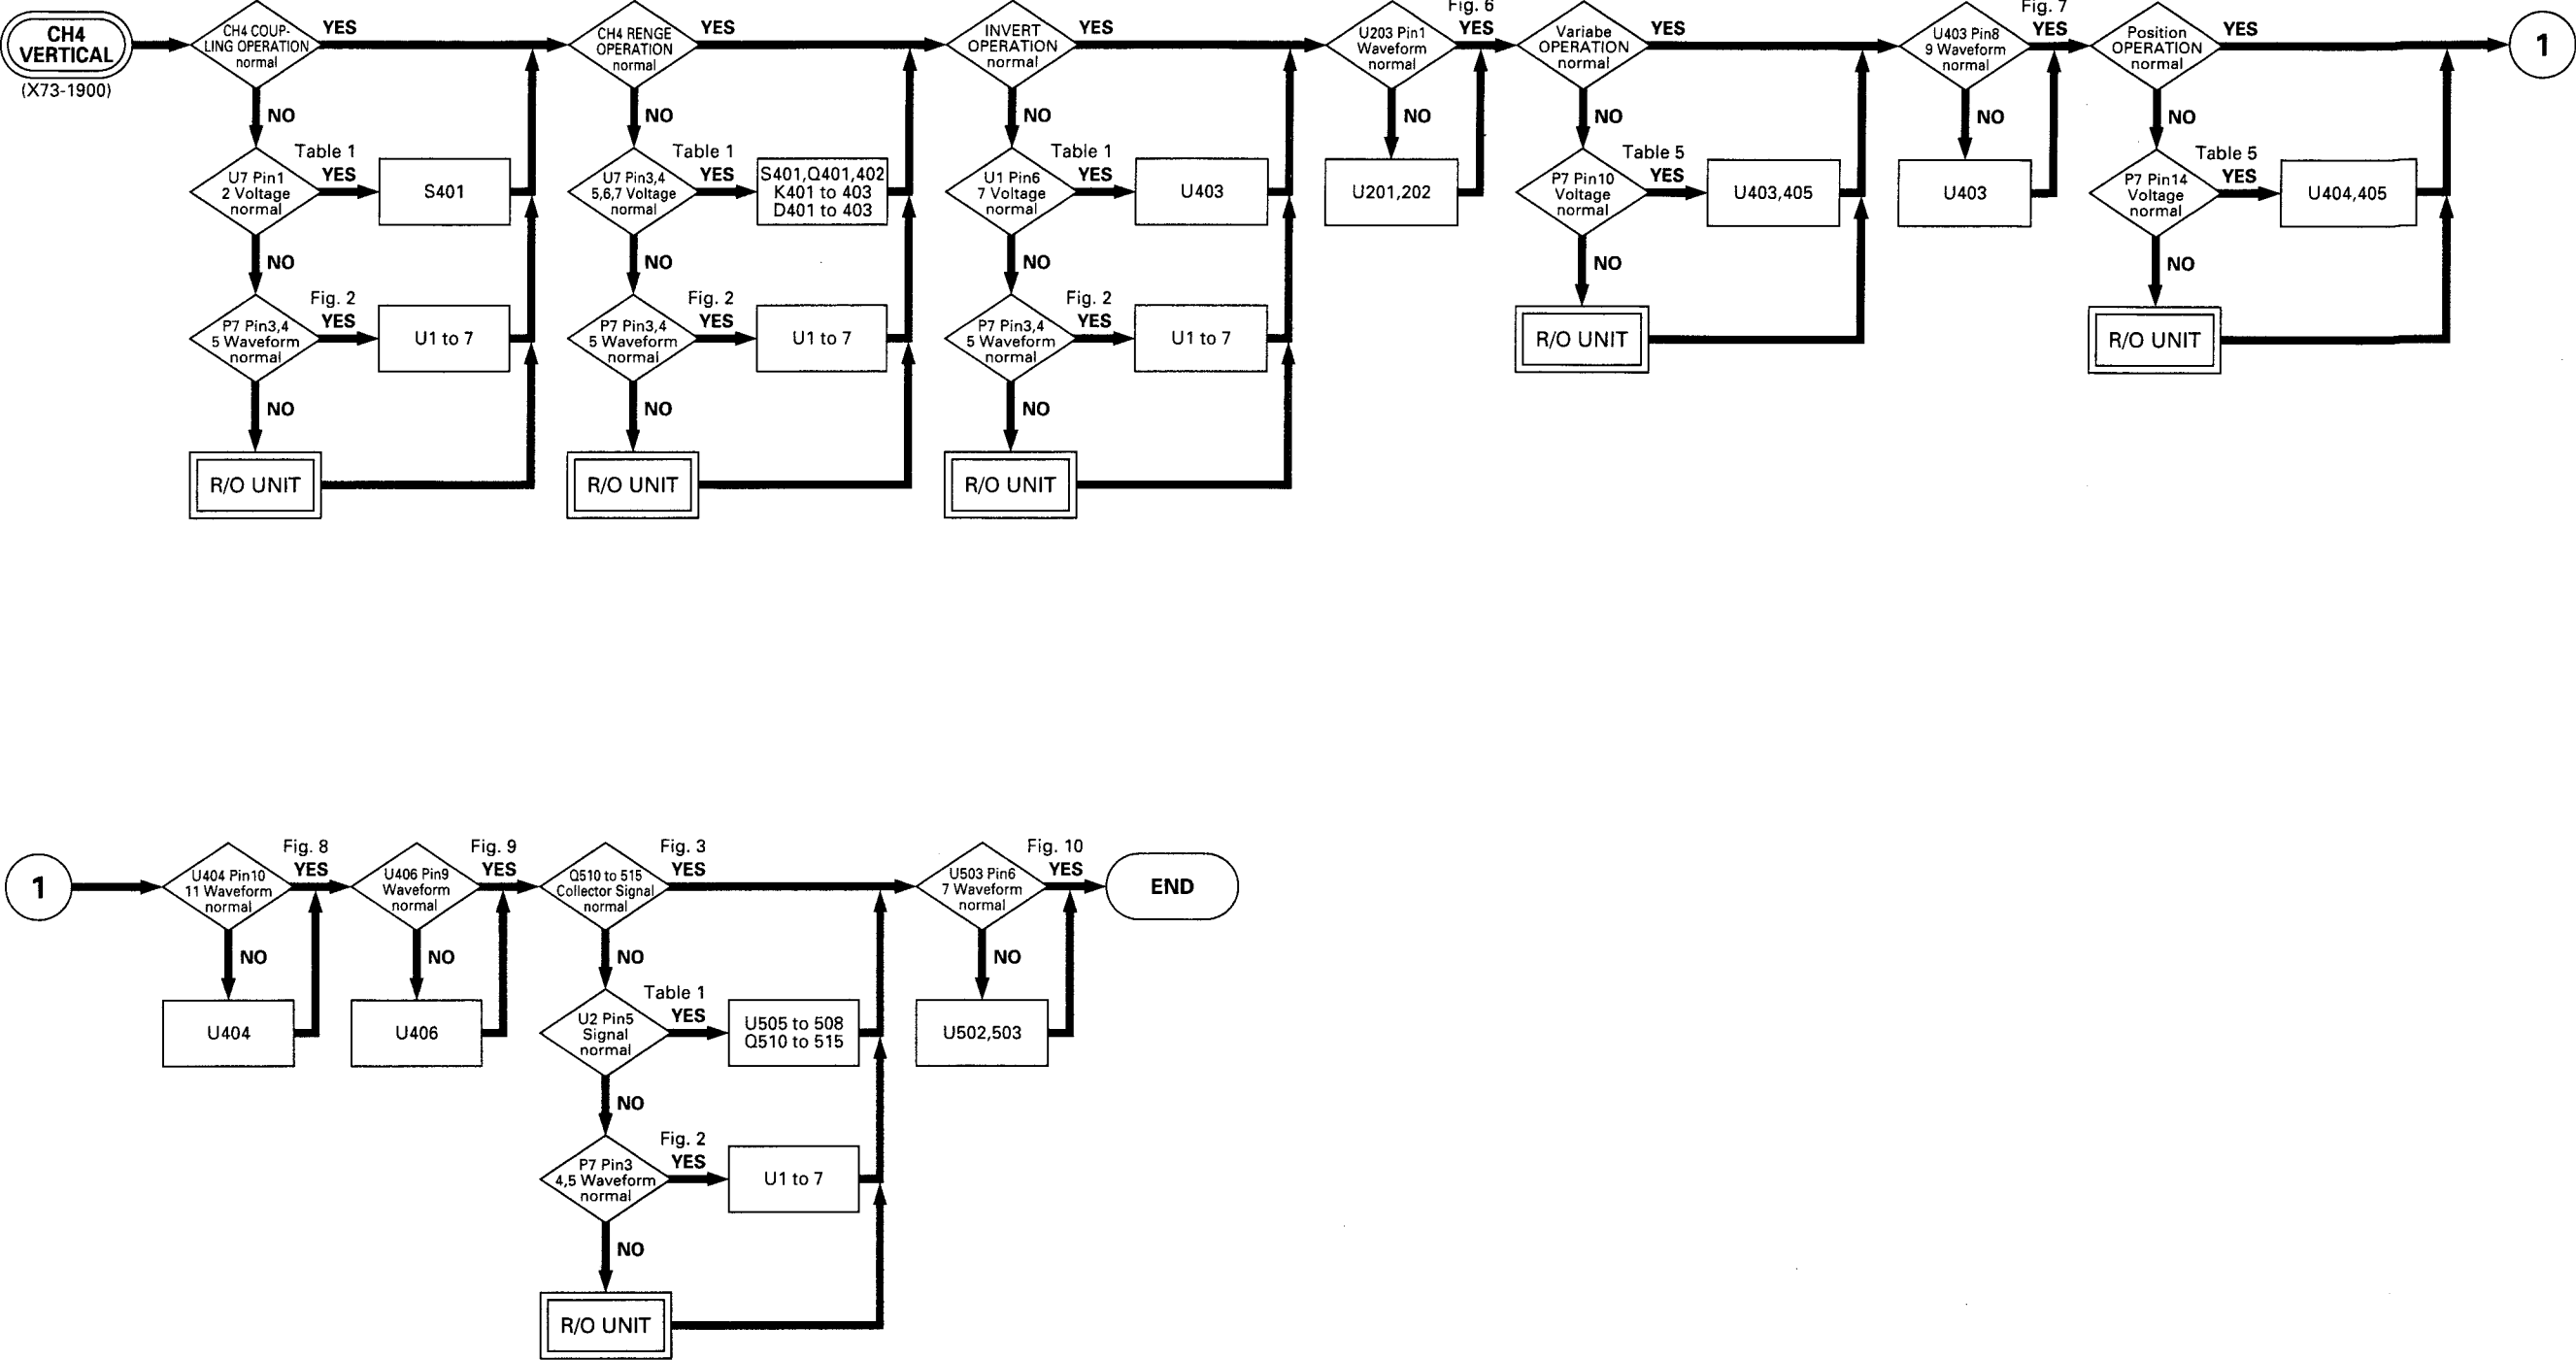 CH4
VERTICAL
(X73-1900)
CH4 COUP-
LING OPERATION
normal
YES
NO
U7 Pin1
2 Voltage
normal
Table 1
YES
S401
NO
P7 Pin3,4
5 Waveform
normal
Fig. 2
YES
U1 to 7
NO
R/O UNIT
CH4 RENGE
OPERATION
normal
YES
NO
U7 Pin3,4
5,6,7 Voltage
normal
Table 1
YES
S401,Q401,402
K401 to 403
D401 to 403
NO
P7 Pin3,4
5 Waveform
normal
Fig. 2
YES
U1 to 7
NO
R/O UNIT
INVERT
OPERATION
normal
YES
NO
U1 Pin6
7 Voltage
normal
Table 1
YES
U403
NO
P7 Pin3,4
5 Waveform
normal
Fig. 2
YES
U1 to 7
NO
R/O UNIT
U203 Pin1
Waveform
normal
Fig. 6
YES
NO
U201,202
Variabe
OPERATION
normal
YES
NO
P7 Pin10
Voltage
normal
Table 5
YES
U403,405
NO
R/O UNIT
U403 Pin8
9 Waveform
normal
Fig. 7
YES
NO
U403
Position
OPERATION
normal
YES
NO
P7 Pin14
Voltage
normal
Table 5
YES
U404,405
NO
R/O UNIT
1
1
U404 Pin10
11 Waveform
normal
Fig. 8
YES
NO
U404
U406 Pin9
Waveform
normal
Fig. 9
YES
NO
U406
Q510 to 515
Collector Signal
normal
Fig. 3
YES
NO
U2 Pin5
Signal
normal
Table 1
YES
U505 to 508
Q510 to 515
NO
P7 Pin3
4,5 Waveform
normal
Fig. 2
YES
U1 to 7
NO
R/O UNIT
U503 Pin6
7 Waveform
normal
Fig. 10
YES
NO
U502,503
END